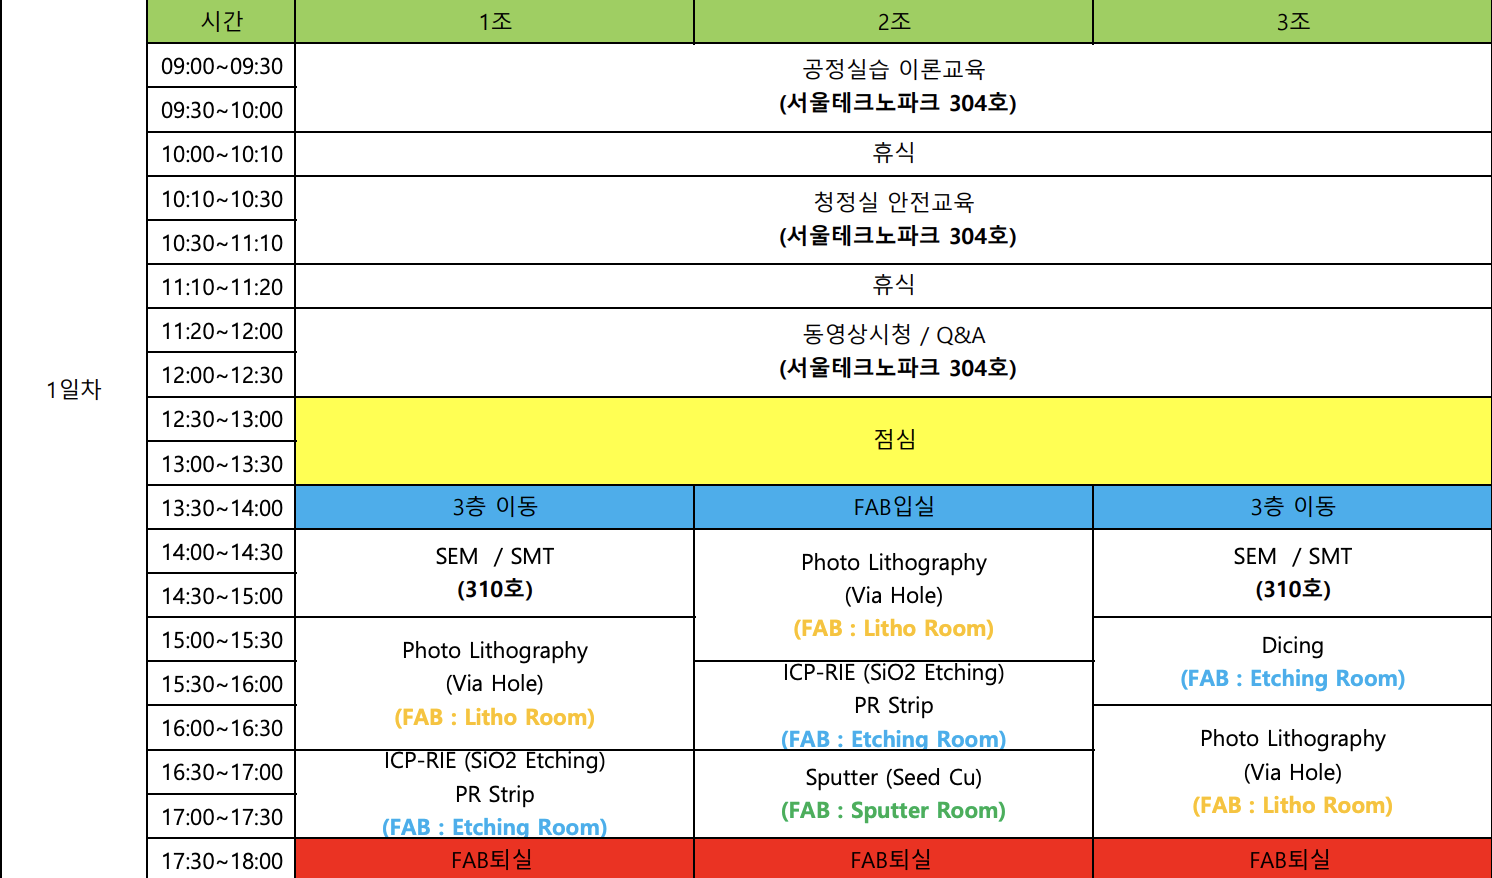 시간 1조 2조 3조
1일차
09:00~09:30
09:30~10:00
공정실습 이론교육
(서울테크노파크 304호)
10:00~10:10 휴식
10:10~10:30
10:30~11:10
청정실 안전교육
(서울테크노파크 304호)
11:10~11:20 휴식
11:20~12:00
12:00~12:30
동영상시청 / Q&A
(서울테크노파크 304호)
12:30~13:00
13:00~13:30
점심
13:30~14:00 3층 이동 FAB입실 3층 이동
14:00~14:30
14:30~15:00
15:00~15:30
15:30~16:00
16:00~16:30
16:30~17:00
17:00~17:30
SEM / SMT
(310호)
Photo Lithography
(Via Hole)
(FAB : Litho Room)
ICP-RIE (SiO2 Etching)
PR Strip
(FAB : Etching Room)
Photo Lithography
(Via Hole)
(FAB : Litho Room)
ICP-RIE (SiO2 Etching)
PR Strip
(FAB : Etching Room)
Sputter (Seed Cu)
(FAB : Sputter Room)
SEM / SMT
(310호)
Dicing
(FAB : Etching Room)
Photo Lithography
(Via Hole)
(FAB : Litho Room)
17:30~18:00 FAB퇴실 FAB퇴실 FAB퇴실